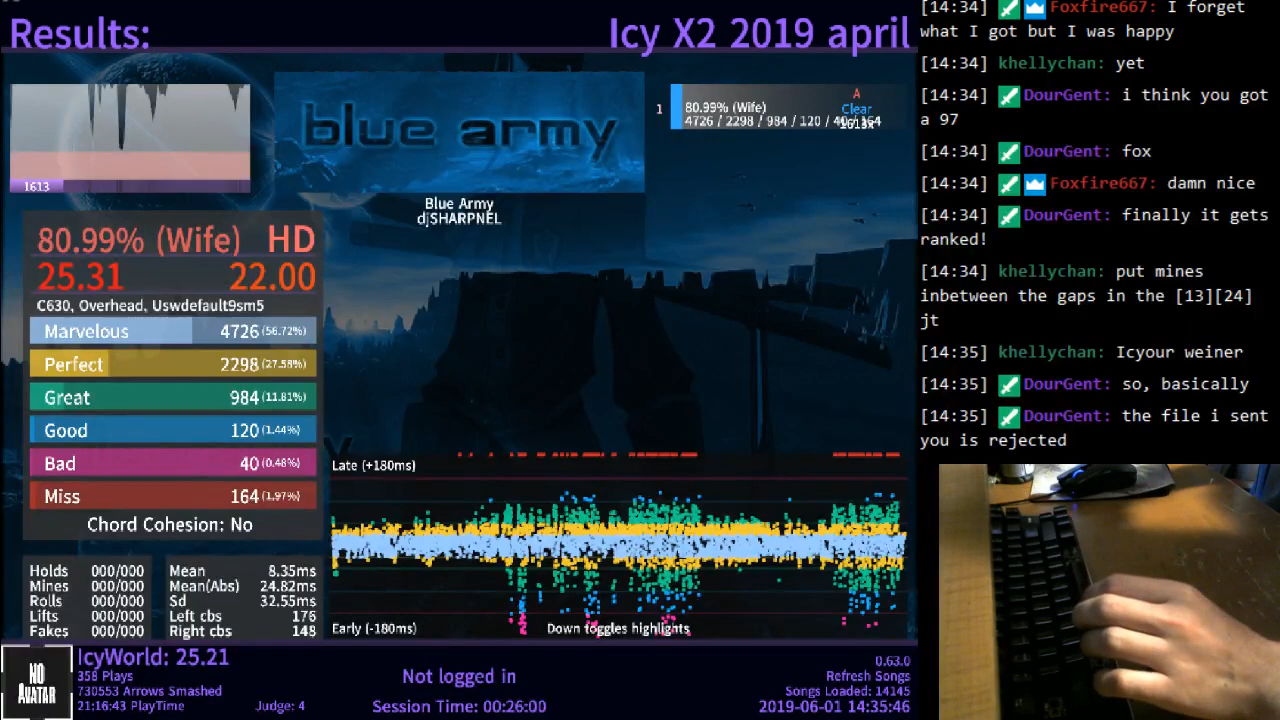 Results:
Icy X2 2019 april
1613
blue army
Blue Army
djSHARPNEL
1
80.99% (Wife)
A
Clear
4726 / 2298 / 984 / 120 / 40 / 164
1613x
80.99% (Wife) HD
25.31 22.00
C630, Overhead, Uswdefault9sm5
Marvelous 4726 (56.72%)
Perfect 2298 (27.58%)
Great 984 (11.81%)
Good 120 (1.44%)
Bad 40 (0.48%)
Miss 164 (1.97%)
Chord Cohesion: No
Holds 000/000
Mines 000/000
Rolls 000/000
Lifts 000/000
Fakes 000/000
Mean 8.35ms
Mean(Abs) 24.82ms
Sd 32.55ms
Left cbs 176
Right cbs 148
Late (+180ms)
Early (-180ms)
Down toggles highlights
NO
AVATAR
IcyWorld: 25.21
358 Plays
730553 Arrows Smashed
21:16:43 PlayTime
Judge: 4
Not logged in
Session Time: 00:26:00
0.63.0
Refresh Songs
Songs Loaded: 14145
2019-06-01 14:35:46
[14:34] Foxfire667: I forget
what I got but I was happy
[14:34] khellychan: yet
[14:34] DourGent: i think you got
a 97
[14:34] DourGent: fox
[14:34] Foxfire667: damn nice
[14:34] DourGent: finally it gets
ranked!
[14:34] khellychan: put mines
inbetween the gaps in the [13][24]
jt
[14:35] khellychan: Icyour weiner
[14:35] DourGent: so, basically
[14:35] DourGent: the file i sent
you is rejected